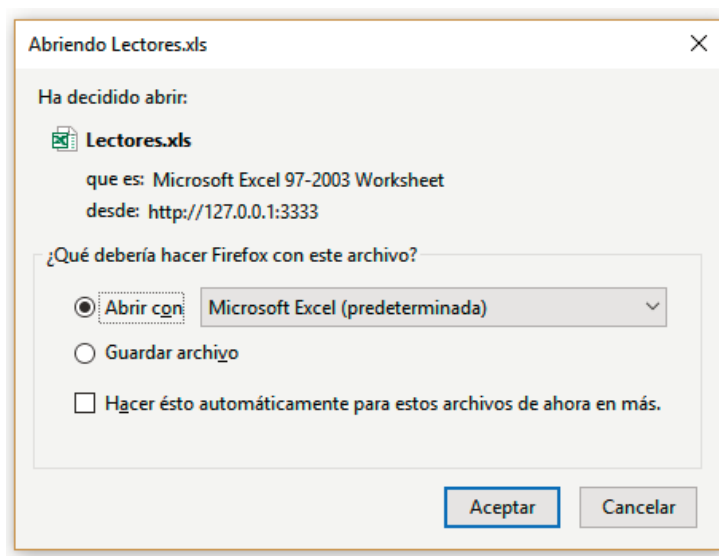 Abriendo Lectores.xls
Ha decidido abrir:
Lectores.xls
que es: Microsoft Excel 97-2003 Worksheet
desde: http://127.0.0.1:3333
¿Qué debería hacer Firefox con este archivo?
Abrir con Microsoft Excel (predeterminada)
Guardar archivo
Hacer ésto automáticamente para estos archivos de ahora en más.
Aceptar Cancelar